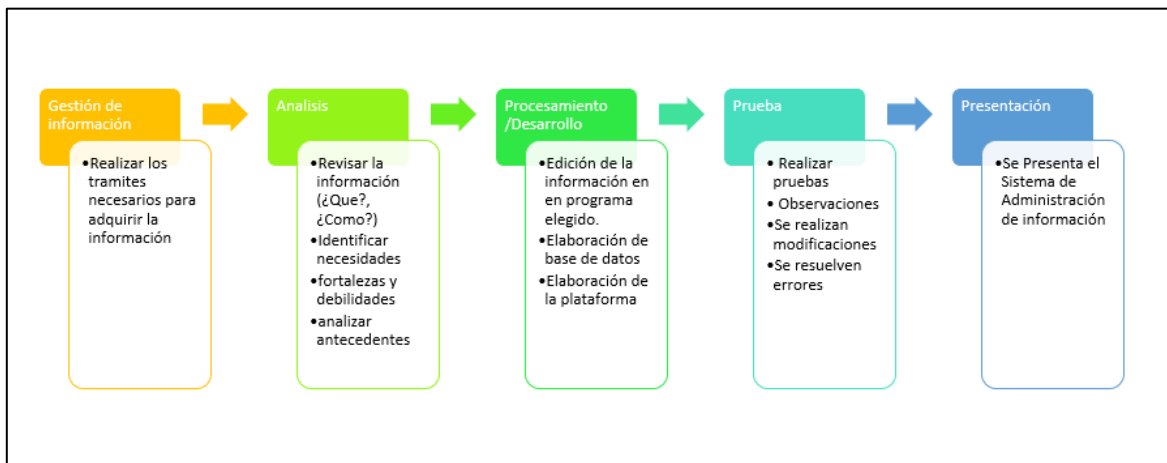 Gestión de
información
•Realizar los
tramites
necesarios para
adquirir la
información
Analisis
•Revisar la
información
(¿Que?,
¿Como?)
•Identificar
necesidades
•fortalezas y
debilidades
•analizar
antecedentes
Procesamiento
/Desarrollo
•Edición de la
información en
en programa
elegido.
•Elaboración de
base de datos
•Elaboración de
la plataforma
Prueba
• Realizar
pruebas
• Observaciones
•Se realizan
modificaciones
•Se resuelven
errores
Presentación
•Se Presenta el
Sistema de
Administración
de información